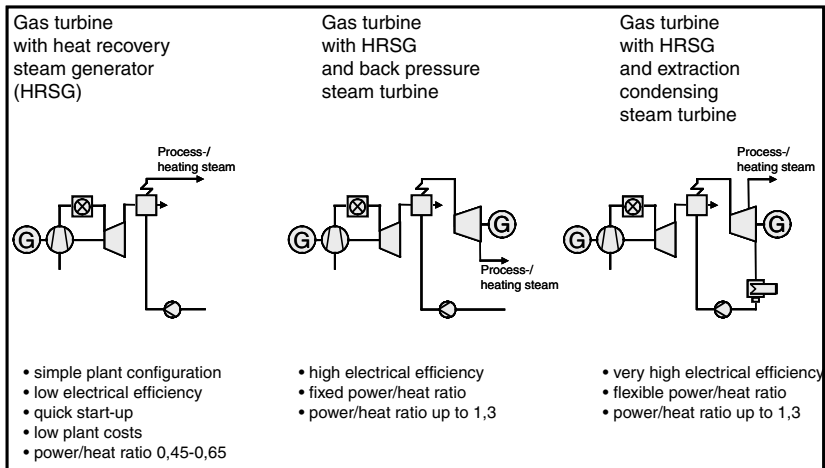 Gas turbine
with heat recovery
steam generator
(HRSG)
Process-/
heating steam
G
• simple plant configuration
• low electrical efficiency
• quick start-up
• low plant costs
• power/heat ratio 0,45-0,65
Gas turbine
with HRSG
and back pressure
steam turbine
G
G
Process-/
heating steam
• high electrical efficiency
• fixed power/heat ratio
• power/heat ratio up to 1,3
Gas turbine
with HRSG
and extraction
condensing
steam turbine
Process-/
heating steam
G
G
• very high electrical efficiency
• flexible power/heat ratio
• power/heat ratio up to 1,3